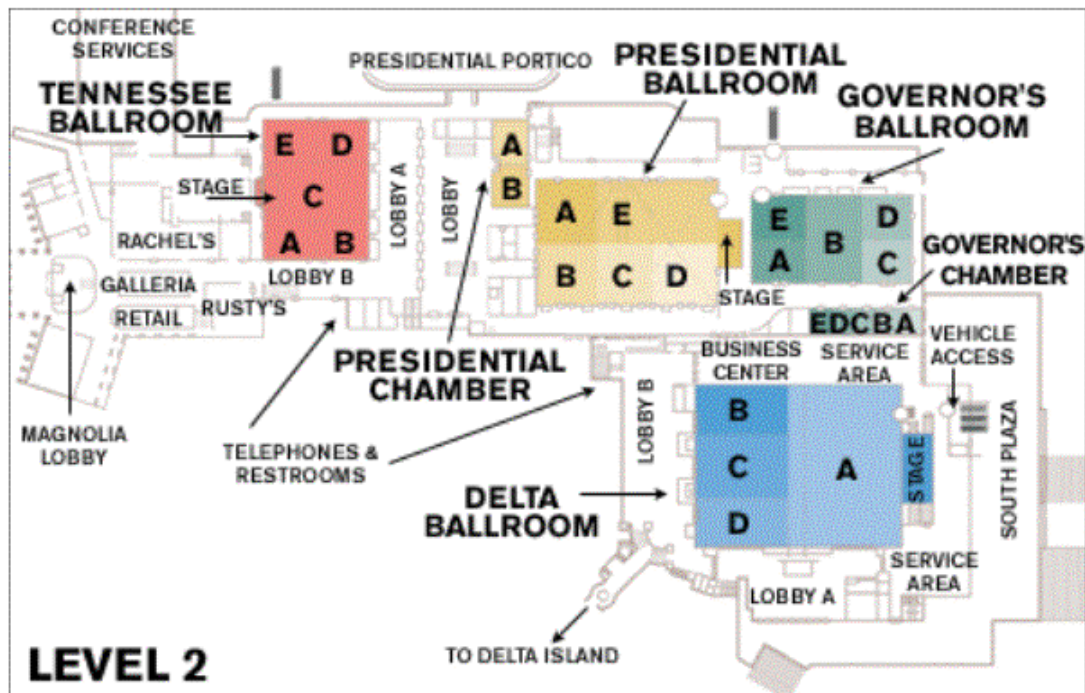 CONFERENCE
SERVICES
PRESIDENTIAL PORTICO
PRESIDENTIAL
BALLROOM
TENNESSEE
BALLROOM
GOVERNOR'S
BALLROOM
E D
STAGE
C
A B
LOBBY A
LOBBY
A
B
A E
B C D
STAGE
E
A
B
D
C
RACHEL'S
LOBBY B
GALLERIA
RUSTY'S
RETAIL
GOVERNOR'S
CHAMBER
EDCBA
PRESIDENTIAL
CHAMBER
BUSINESS
CENTER
SERVICE
AREA
VEHICLE
ACCESS
MAGNOLIA
LOBBY
TELEPHONES &
RESTROOMS
LOBBY B
B
C
D
A
STAGE
SOUTH PLAZA
DELTA
BALLROOM
SERVICE
AREA
LOBBY A
TO DELTA ISLAND
LEVEL 2